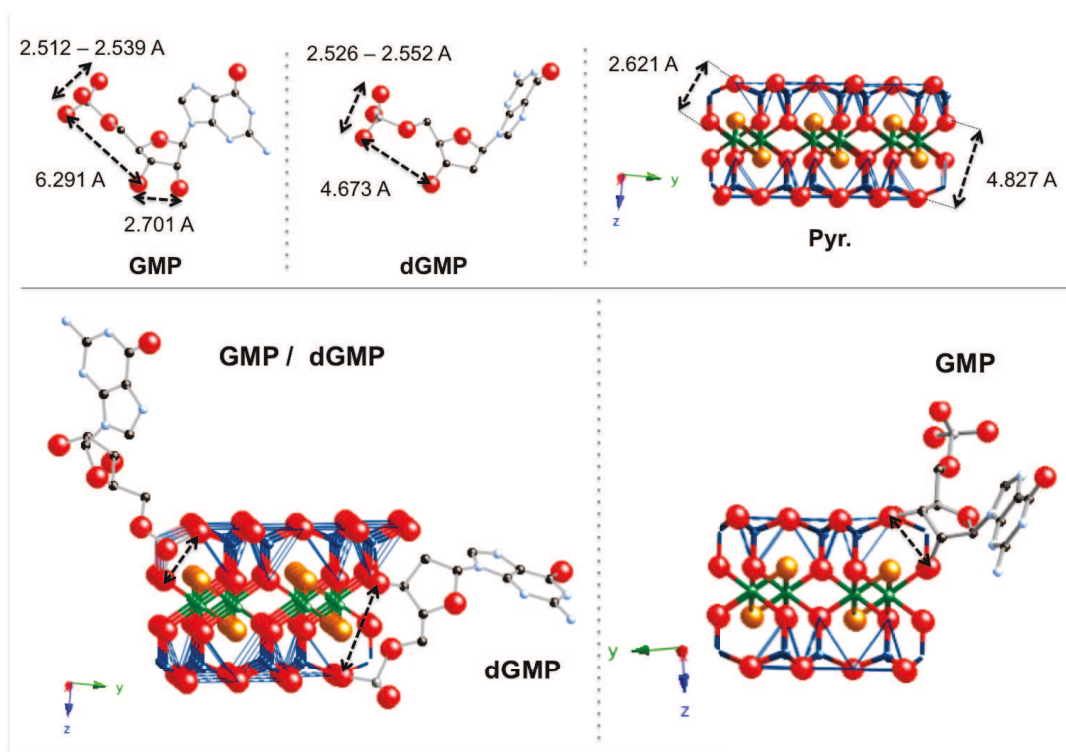 2.512 – 2.539 A
6.291 A
2.701 A
GMP
2.526 – 2.552 A
4.673 A
dGMP
2.621 A
4.827 A
y
z
Pyr.
GMP / dGMP
dGMP
y
z
GMP
y
z